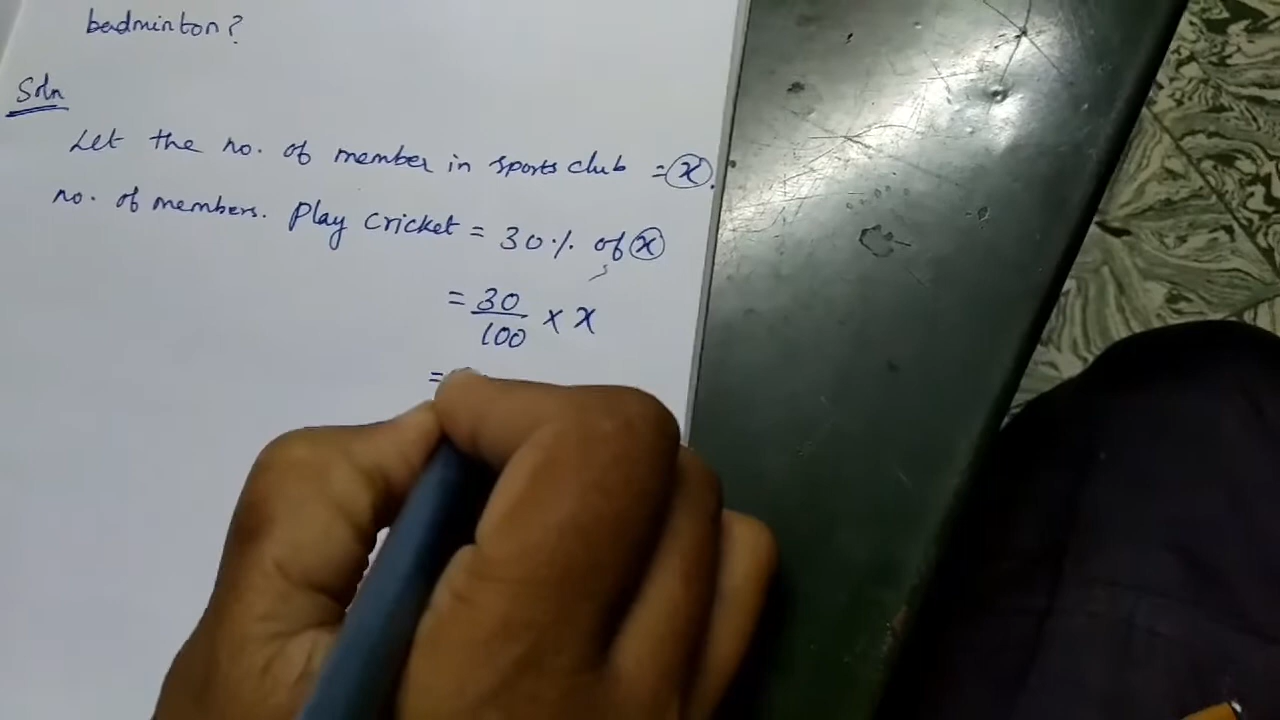 badminton?
Soln
Let the no. of member in sports club = x.
no. of members. Play cricket = 30% of x
= 30/100 × x
=